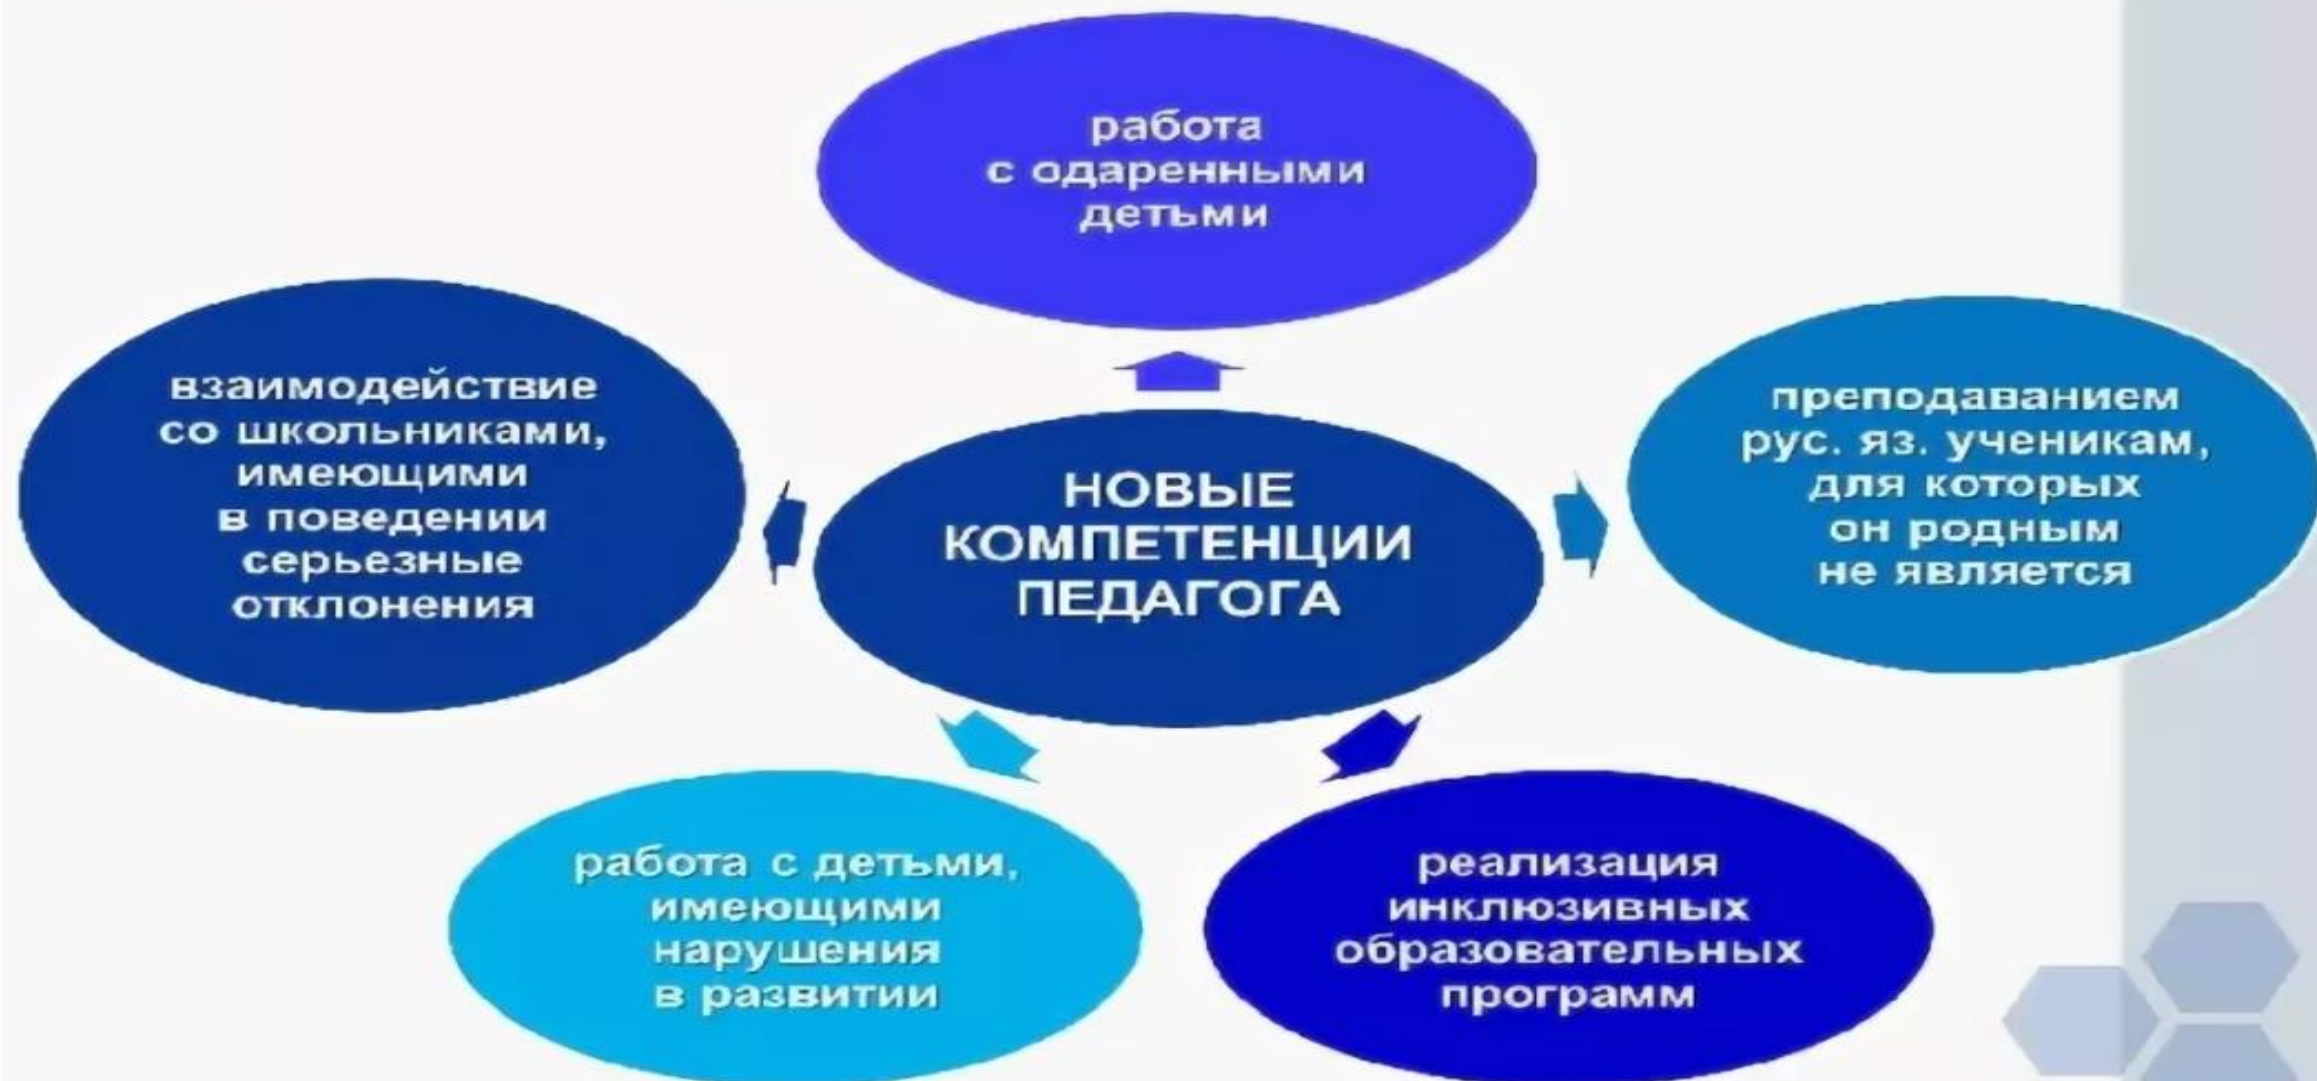 работа
с одаренными
детьми
взаимодействие
со школьниками,
имеющими
в поведении
серьезные
отклонения
НОВЫЕ
КОМПЕТЕНЦИИ
ПЕДАГОГА
преподаванием
рус. яз. ученикам,
для которых
он родным
не является
работа с детьми,
имеющими
нарушения
в развитии
реализация
инклюзивных
образовательных
программ